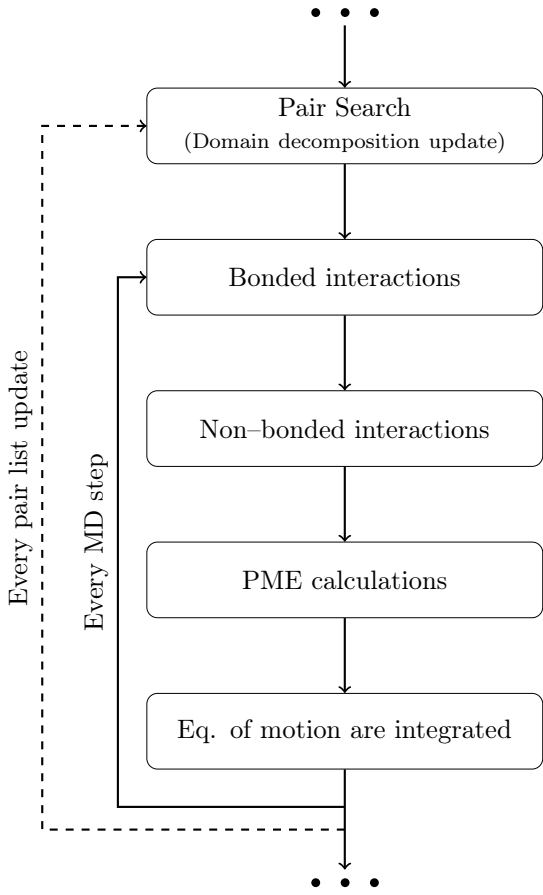 Pair Search
(Domain decomposition update)
Bonded interactions
Non–bonded interactions
PME calculations
Eq. of motion are integrated
Every pair list update
Every MD step